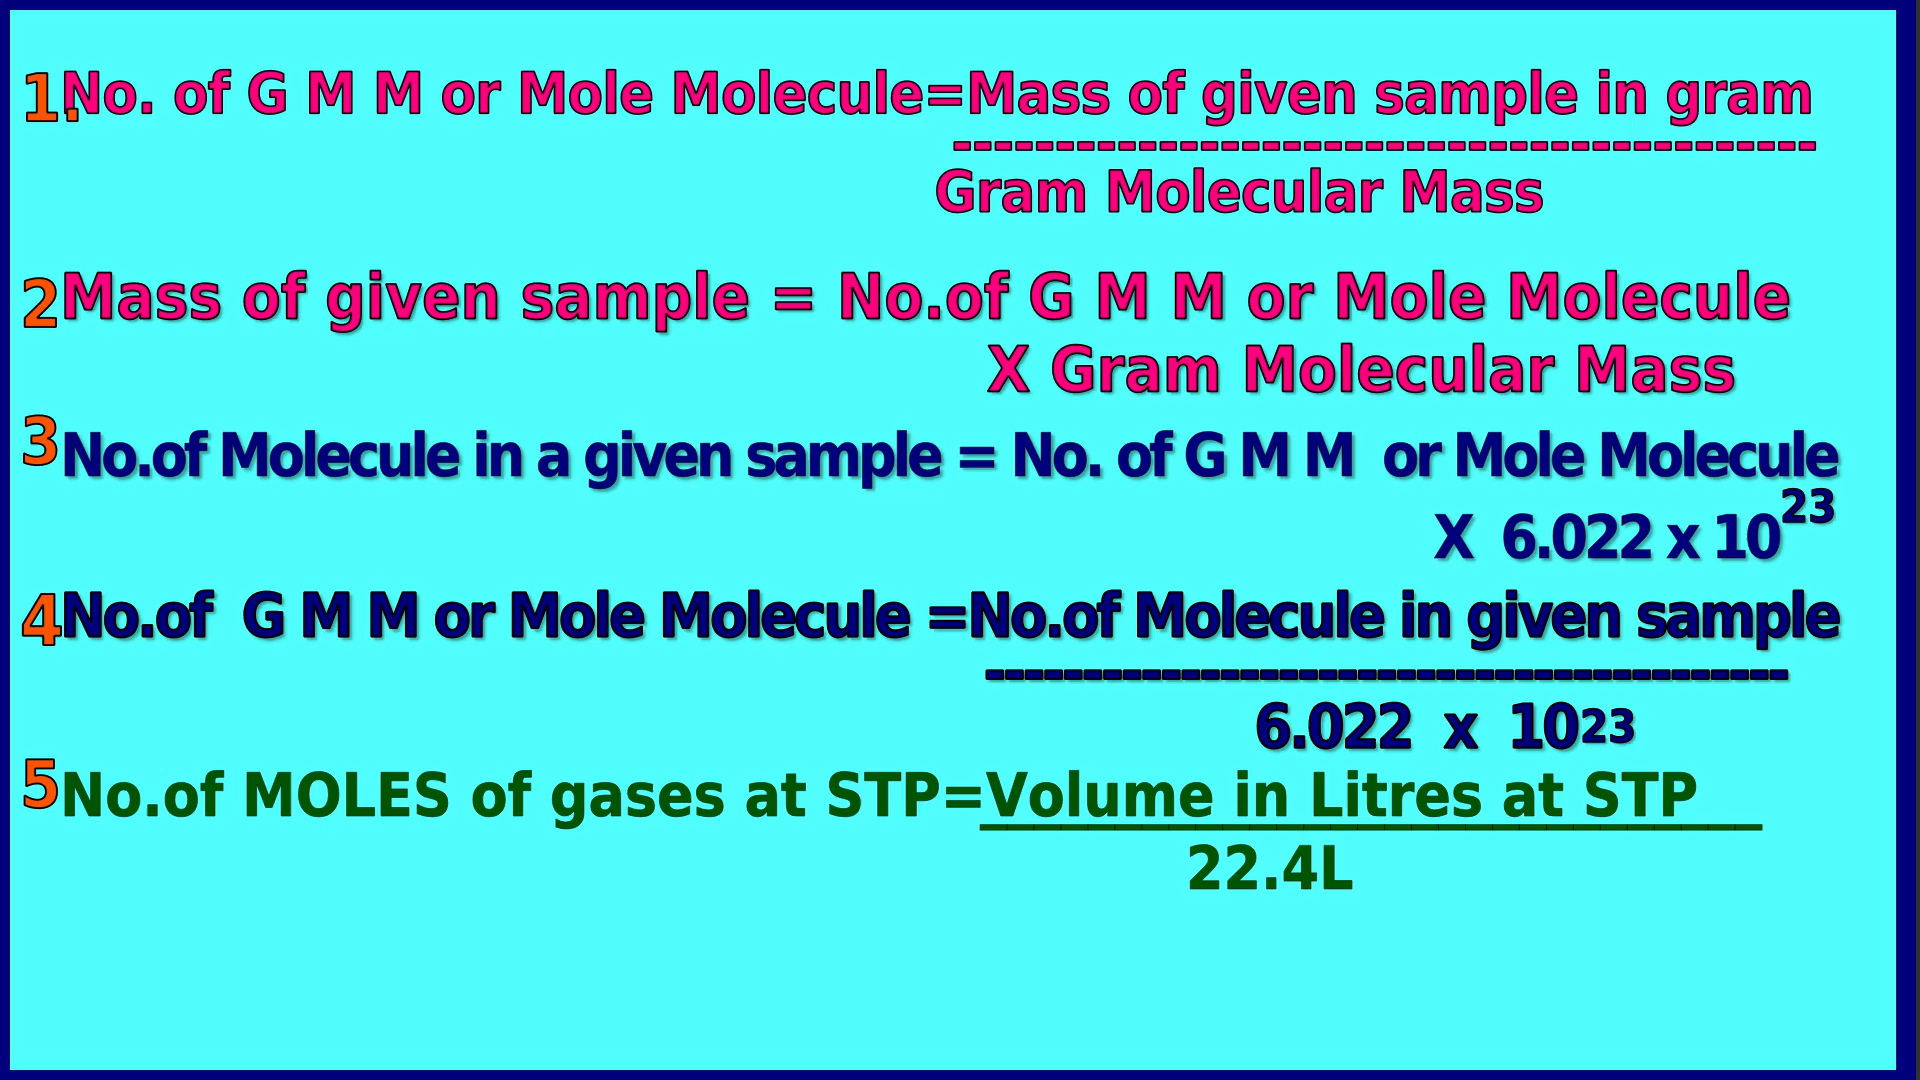 1.No. of G M M or Mole Molecule=Mass of given sample in gram
------------------------------------------
Gram Molecular Mass
2Mass of given sample = No.of G M M or Mole Molecule
X Gram Molecular Mass
3No.of Molecule in a given sample = No. of G M M or Mole Molecule
X 6.022 x 10²³
4No.of G M M or Mole Molecule =No.of Molecule in given sample
-----------------------------------------
6.022 x 1023
5No.of MOLES of gases at STP=Volume in Litres at STP
_____________________________
22.4L